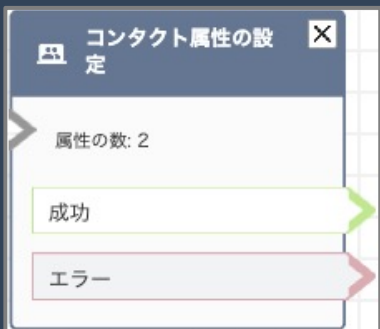 コンタクト属性の設
定
属性の数: 2
成功
エラー